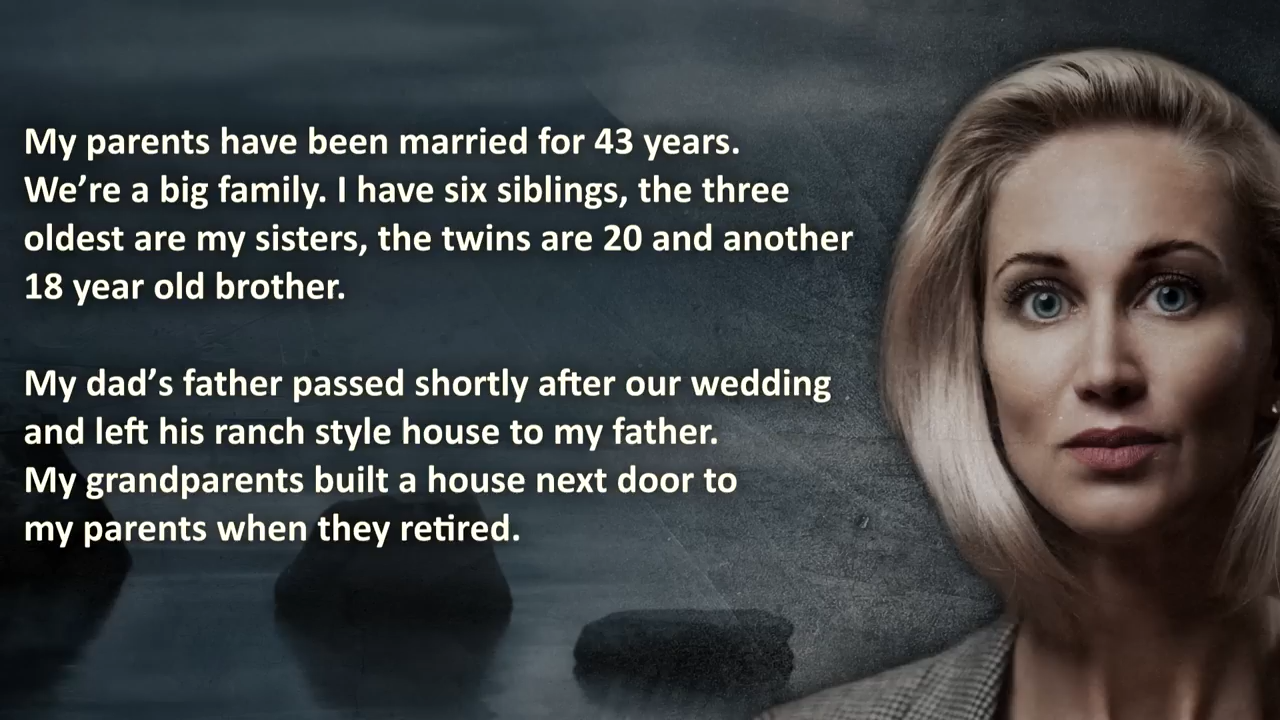 My parents have been married for 43 years.
We’re a big family. I have six siblings, the three
oldest are my sisters, the twins are 20 and another
18 year old brother.
My dad’s father passed shortly after our wedding
and left his ranch style house to my father.
My grandparents built a house next door to
my parents when they retired.